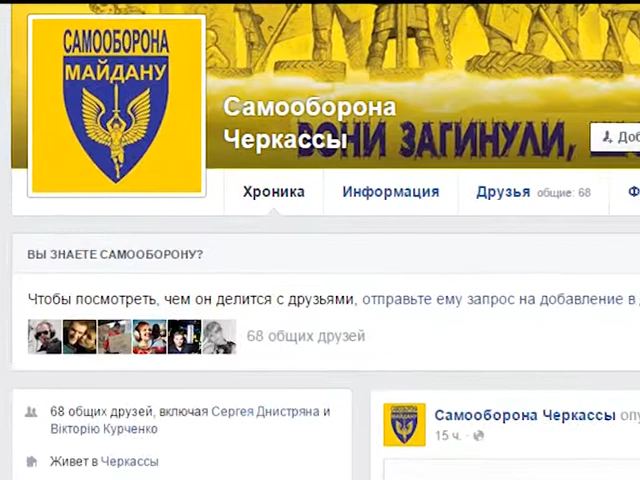 САМООБОРОНА
МАЙДАНУ
Самооборона
Черкассы
ВОНИ ЗАГИНУЛИ,
Хроника Информация Друзья общие: 68
ВЫ ЗНАЕТЕ САМООБОРОНУ?
Чтобы посмотреть, чем он делится с друзьями, отправьте ему запрос на добавление в
68 общих друзей
68 общих друзей, включая Сергея Днистряна и
Вікторію Курченко
Живет в Черкассы
Самооборона Черкассы
15 ч.